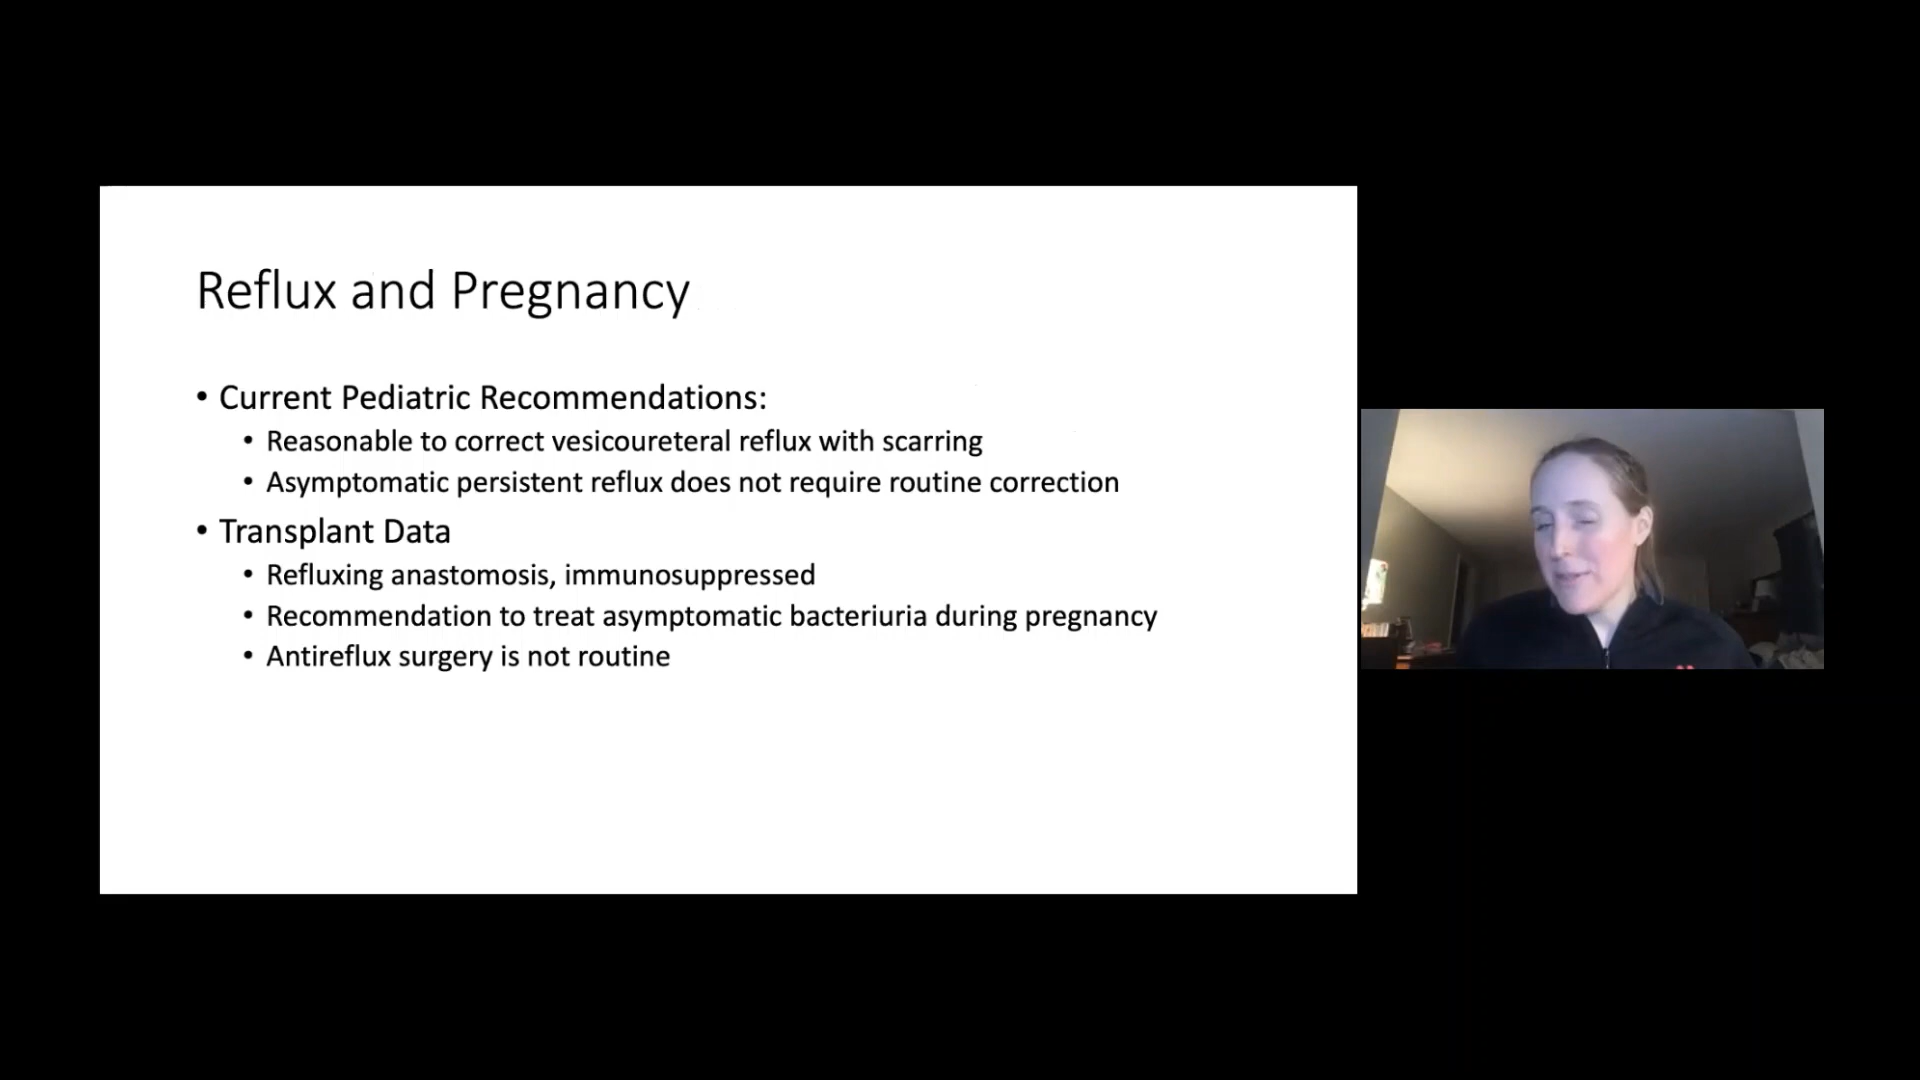 Reflux and Pregnancy
• Current Pediatric Recommendations:
• Reasonable to correct vesicoureteral reflux with scarring
• Asymptomatic persistent reflux does not require routine correction
• Transplant Data
• Refluxing anastomosis, immunosuppressed
• Recommendation to treat asymptomatic bacteriuria during pregnancy
• Antireflux surgery is not routine